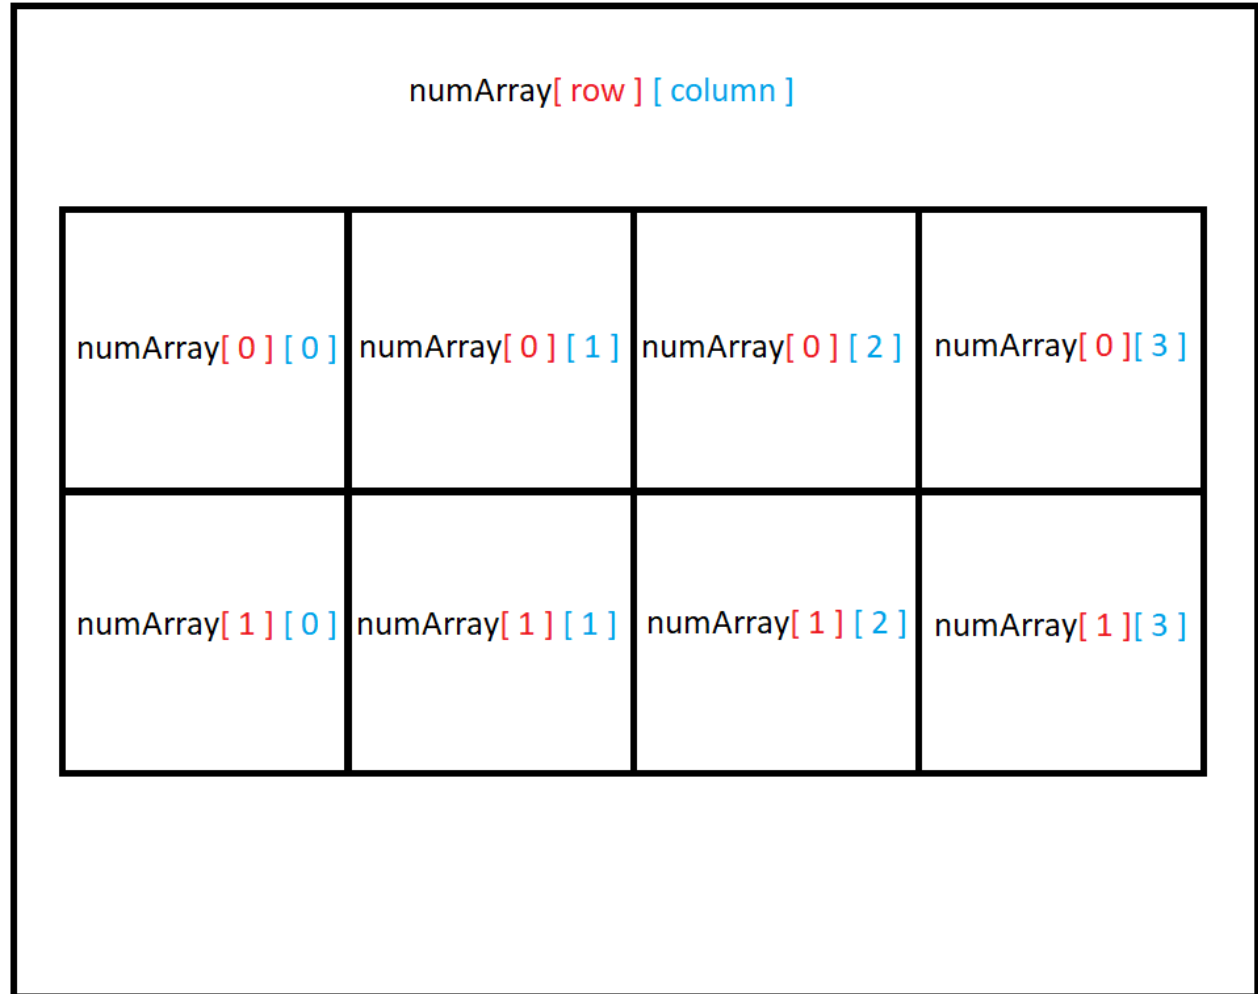 numArray[ row ] [ column ]
numArray[ 0 ] [ 0 ] numArray[ 0 ] [ 1 ] numArray[ 0 ] [ 2 ] numArray[ 0 ][ 3 ]
numArray[ 1 ] [ 0 ] numArray[ 1 ] [ 1 ] numArray[ 1 ] [ 2 ] numArray[ 1 ][ 3 ]